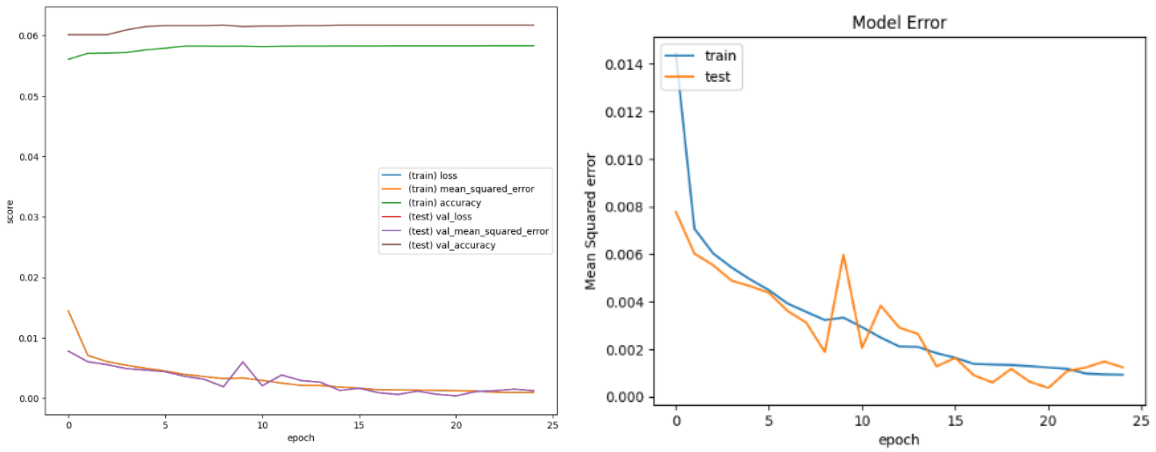 0.06
0.05
0.04
0.03
0.02
0.01
0.00
score
0
5
10
15
20
25
epoch
(train) loss
(train) mean_squared_error
(train) accuracy
(test) val_loss
(test) val_mean_squared_error
(test) val_accuracy
Model Error
train
test
0.014
0.012
0.010
0.008
0.006
0.004
0.002
0.000
Mean Squared error
0
5
10
15
20
25
epoch